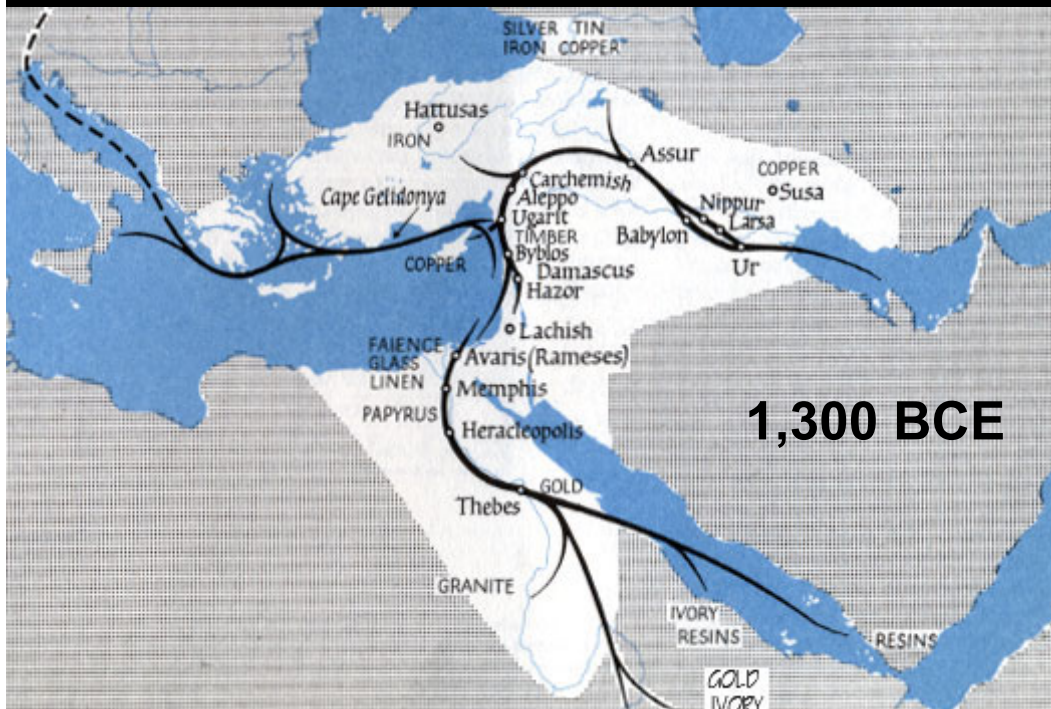 SILVER TIN
IRON COPPER
Hattusas
IRON
Assur
COPPER
Susa
Carchemish
Aleppo
Cape Gelidonya
Nippur
Larsa
Ugarit
TIMBER
Babylon
Byblos
COPPER
Ur
Damascus
Hazor
Lachish
FAIENCE
GLASS
LINEN
Avaris (Rameses)
Memphis
PAPYRUS
1,300 BCE
Heracleopolis
GOLD
Thebes
GRANITE
IVORY
RESINS
RESINS
GOLD
IVORY